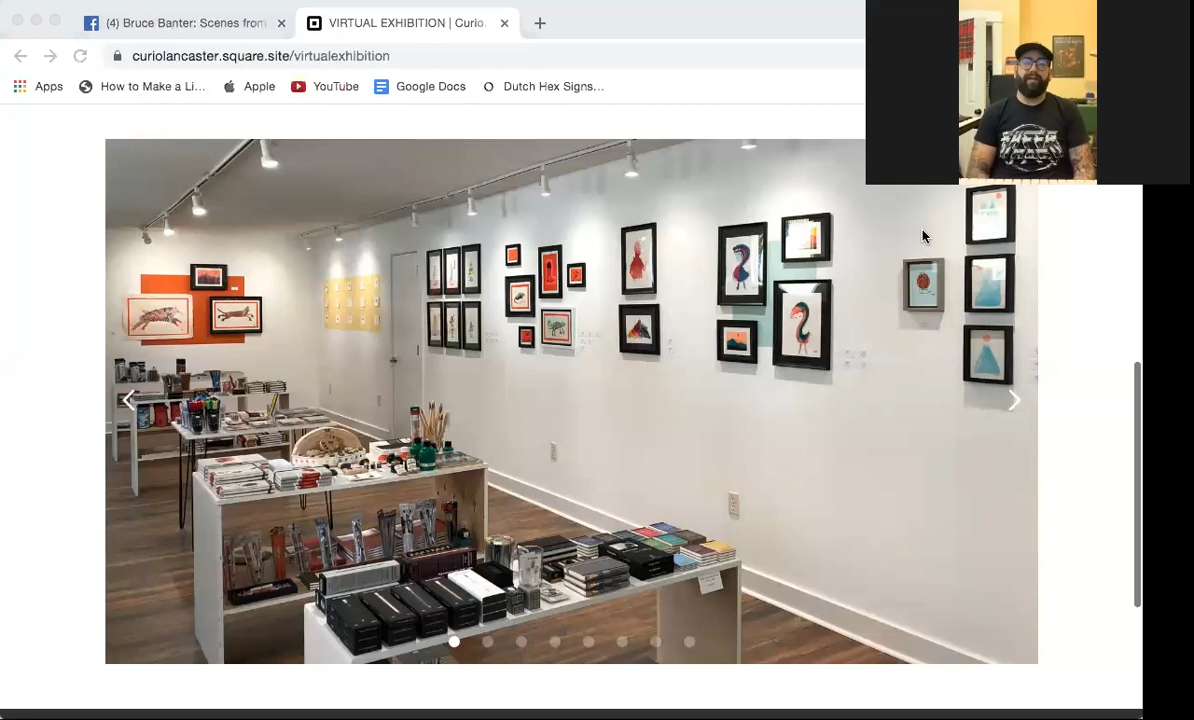 (4) Bruce Banter: Scenes from
VIRTUAL EXHIBITION | Curio.
curiolancaster.square.site/virtualexhibition
Apps How to Make a Li... Apple YouTube Google Docs Dutch Hex Signs...